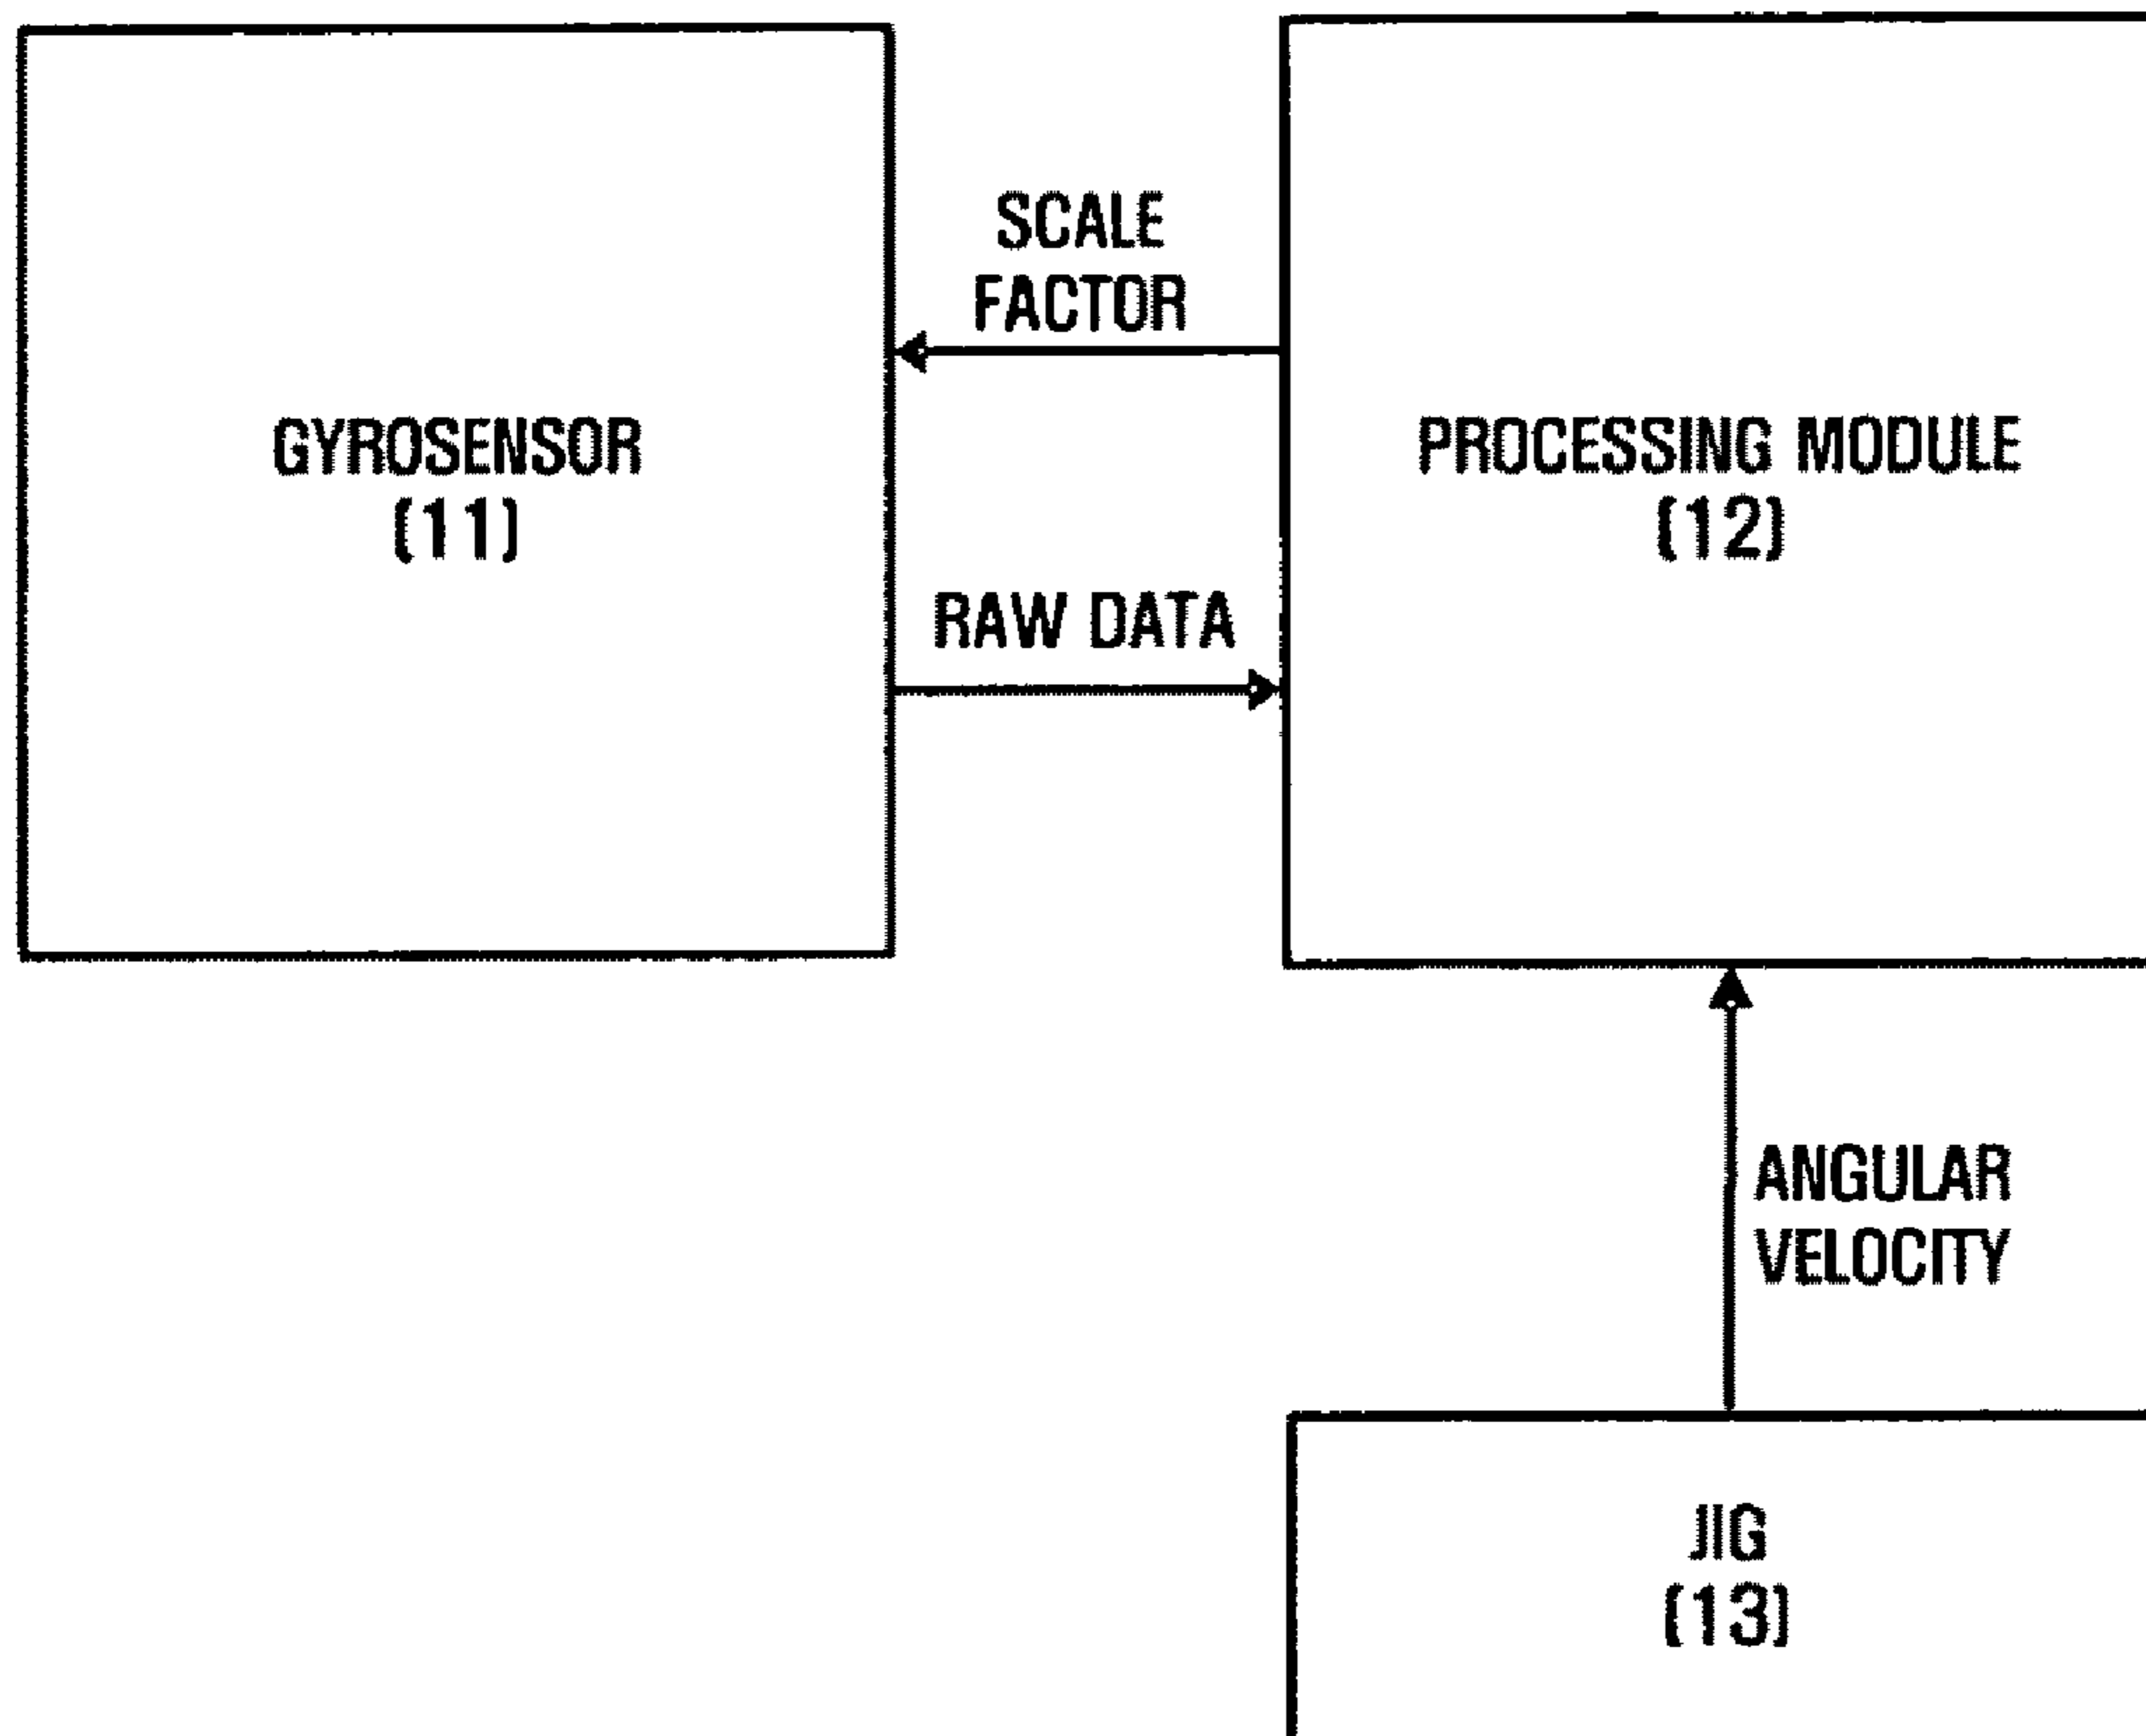 SCALE
FACTOR
GYROSENSOR
(11)
PROCESSING MODULE
(12)
RAW DATA
ANGULAR
VELOCITY
JIG
(13)